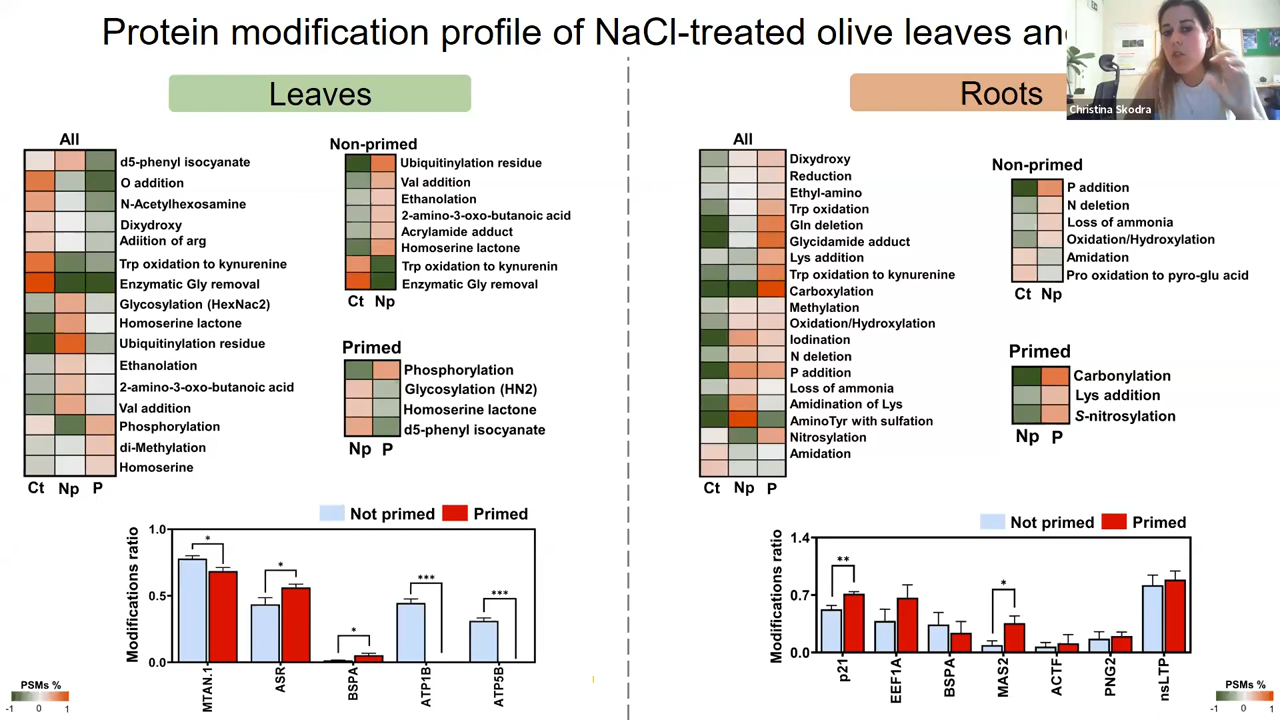 Protein modification profile of NaCl-treated olive leaves an
Christina Skodra
Leaves
All
d5-phenyl isocyanate
O addition
N-Acetylhexosamine
Dixydroxy
Adiition of arg
Trp oxidation to kynurenine
Enzymatic Gly removal
Glycosylation (HexNac2)
Homoserine lactone
Ubiquitinylation residue
Ethanolation
2-amino-3-oxo-butanoic acid
Val addition
Phosphorylation
di-Methylation
Homoserine
Ct Np P
Non-primed
Ubiquitinylation residue
Val addition
Ethanolation
2-amino-3-oxo-butanoic acid
Acrylamide adduct
Homoserine lactone
Trp oxidation to kynurenin
Enzymatic Gly removal
Ct Np
Primed
Phosphorylation
Glycosylation (HN2)
Homoserine lactone
d5-phenyl isocyanate
Np P
Not primed Primed
Modifications ratio
1.0
0.5
0.0
* * * *** ***
MTAN.1 ASR BSPA ATP1B ATP5B
PSMs %
-1 0 1
Roots
All
Dixydroxy
Reduction
Ethyl-amino
Trp oxidation
Gln deletion
Glycidamide adduct
Lys addition
Trp oxidation to kynurenine
Carboxylation
Methylation
Oxidation/Hydroxylation
Iodination
N deletion
P addition
Loss of ammonia
Amidination of Lys
AminoTyr with sulfation
Nitrosylation
Amidation
Ct Np P
Non-primed
P addition
N deletion
Loss of ammonia
Oxidation/Hydroxylation
Amidation
Pro oxidation to pyro-glu acid
Ct Np
Primed
Carbonylation
Lys addition
S-nitrosylation
Np P
Not primed Primed
Modifications ratio
1.4
0.7
0.0
** *
p21 EEF1A BSPA MAS2 ACTF PNG2 nsLTP
PSMs %
-1 0 1